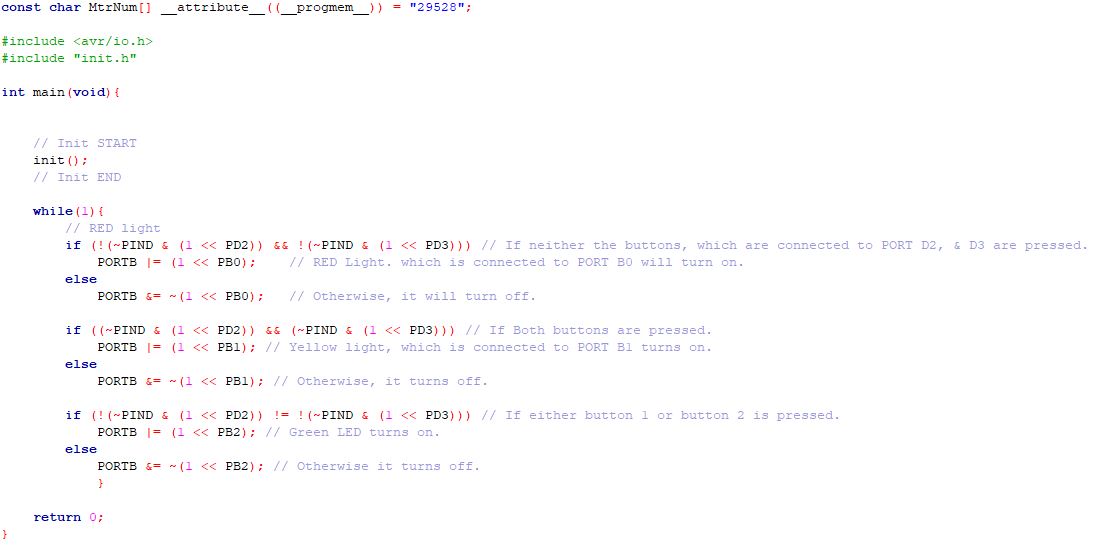 const char MtrNum[] __attribute__((__progmem__)) = "29528";
#include <avr/io.h>
#include "init.h"
int main(void){
// Init START
init();
// Init END
while(1){
// RED light
if (!(~PIND & (1 << PD2)) && !(~PIND & (1 << PD3))) // If neither the buttons, which are connected to PORT D2, & D3 are pressed.
PORTB |= (1 << PB0);    // RED Light. which is connected to PORT B0 will turn on.
else
PORTB &= ~(1 << PB0);   // Otherwise, it will turn off.
if ((~PIND & (1 << PD2)) && (~PIND & (1 << PD3))) // If Both buttons are pressed.
PORTB |= (1 << PB1); // Yellow light, which is connected to PORT B1 turns on.
else
PORTB &= ~(1 << PB1); // Otherwise, it turns off.
if (!(~PIND & (1 << PD2)) != !(~PIND & (1 << PD3))) // If either button 1 or button 2 is pressed.
PORTB |= (1 << PB2); // Green LED turns on.
else
PORTB &= ~(1 << PB2); // Otherwise it turns off.
}
return 0;
}